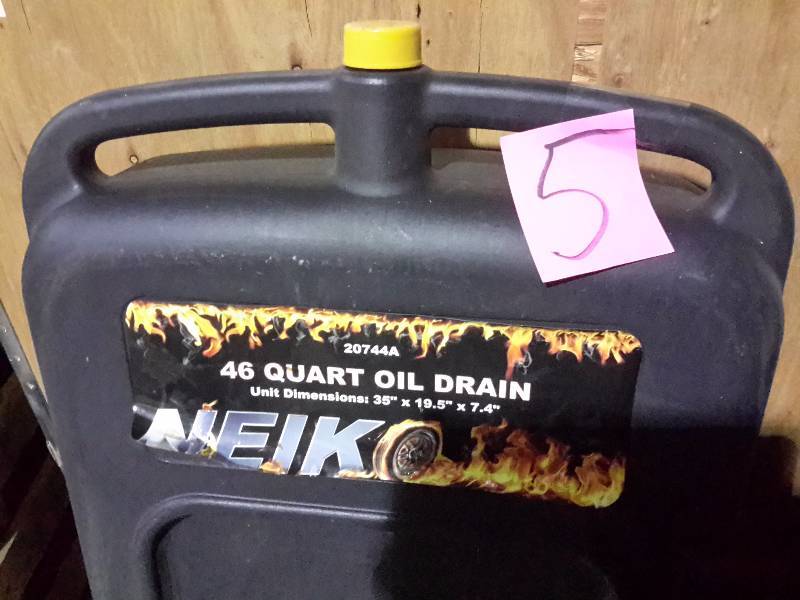 5
20744A
46 QUART OIL DRAIN
Unit Dimensions: 35" x 19.5" x 7.4"
NEIKO